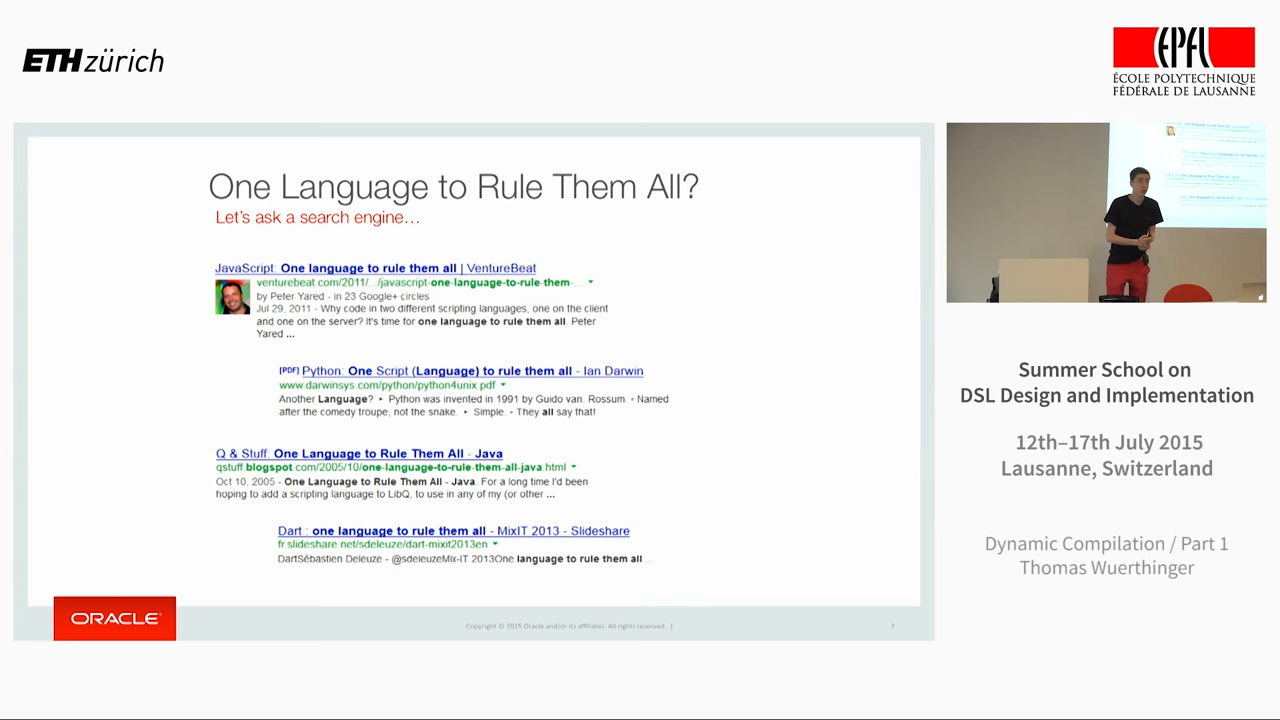 ETH zürich
EPFL
ÉCOLE POLYTECHNIQUE
FÉDÉRALE DE LAUSANNE
One Language to Rule Them All?
Let's ask a search engine...
JavaScript: One language to rule them all | VentureBeat
venturebeat.com/2011/.../javascript-one-language-to-rule-them-...
by Peter Yared - in 23 Google+ circles
Jul 29, 2011 - Why code in two different scripting languages, one on the client
and one on the server? It's time for one language to rule them all. Peter
Yared ...
[PDF] Python: One Script (Language) to rule them all - Ian Darwin
www.darwinsys.com/python/python4unix.pdf
Another Language? • Python was invented in 1991 by Guido van. Rossum. • Named
after the comedy troupe, not the snake. • Simple. • They all say that!
Q & Stuff: One Language to Rule Them All - Java
qstuff.blogspot.com/2005/10/one-language-to-rule-them-all-java.html
Oct 10, 2005 - One Language to Rule Them All - Java. For a long time I'd been
hoping to add a scripting language to LibQ, to use in any of my (or other ...
Dart : one language to rule them all - MixIT 2013 - Slideshare
fr.slideshare.net/sdeleuze/dart-mixit2013en
DartSébastien Deleuze - @sdeleuzeMix-IT 2013One language to rule them all ...
ORACLE
Copyright © 2015 Oracle and/or its affiliates. All rights reserved. |
7
Summer School on
DSL Design and Implementation
12th–17th July 2015
Lausanne, Switzerland
Dynamic Compilation / Part 1
Thomas Wuerthinger